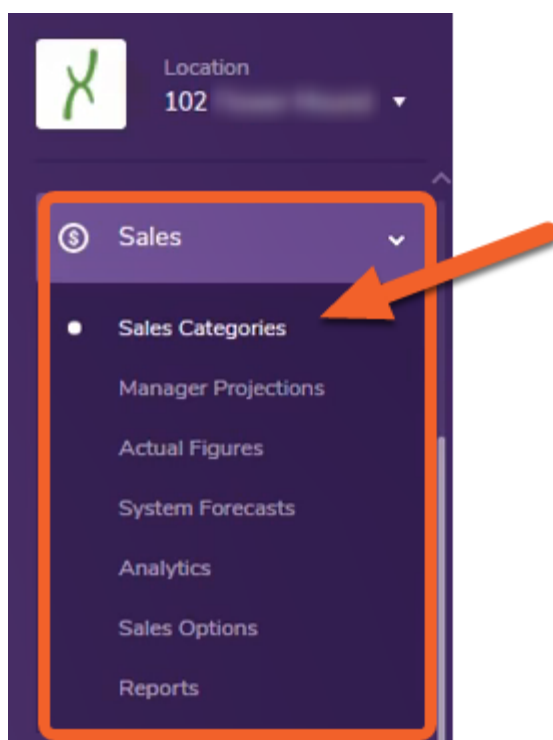 Location
102
Sales
Sales Categories
Manager Projections
Actual Figures
System Forecasts
Analytics
Sales Options
Reports